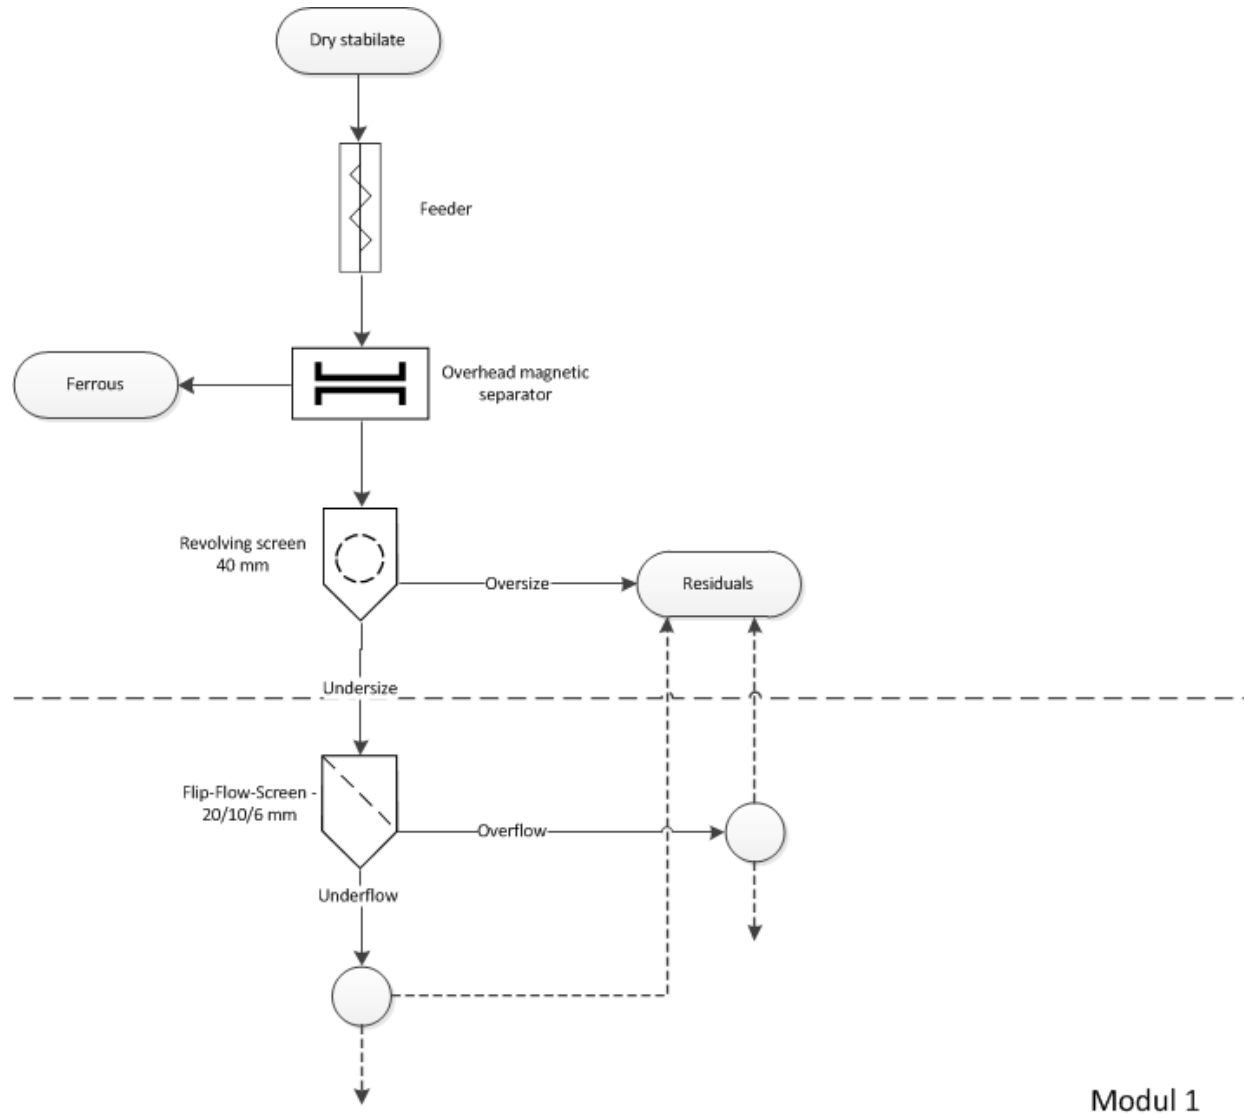 Dry stabilate
Feeder
Overhead magnetic
separator
Ferrous
Revolving screen
40 mm
Oversize
Residuals
Undersize
Flip-Flow-Screen -
20/10/6 mm
Overflow
Underflow
Modul 1